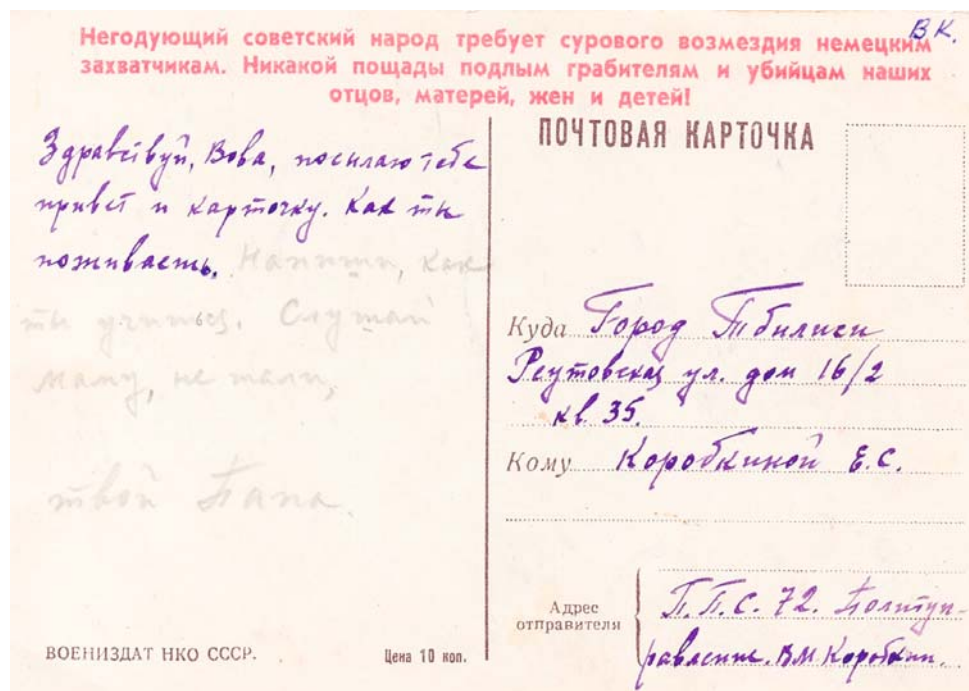 ВК.
Негодующий советский народ требует сурового возмездия немецким
захватчикам. Никакой пощады подлым грабителям и убийцам наших
отцов, матерей, жен и детей!
Здравствуй, Вова, посылаю тебе
привет и карточку. Как ты
поживаешь. Напиши, как
ты учишься. Слушай
маму, не шали,
твой Папа.
ВОЕНИЗДАТ НКО СССР.
Цена 10 коп.
ПОЧТОВАЯ КАРТОЧКА
Куда Город Тбилиси
Реутовская ул. дом 16/2
кв 35.
Кому Коробкиной Е.С.
Адрес
отправителя
П.П.С. 72. Политуп-
равление. ВМ Коробкин.